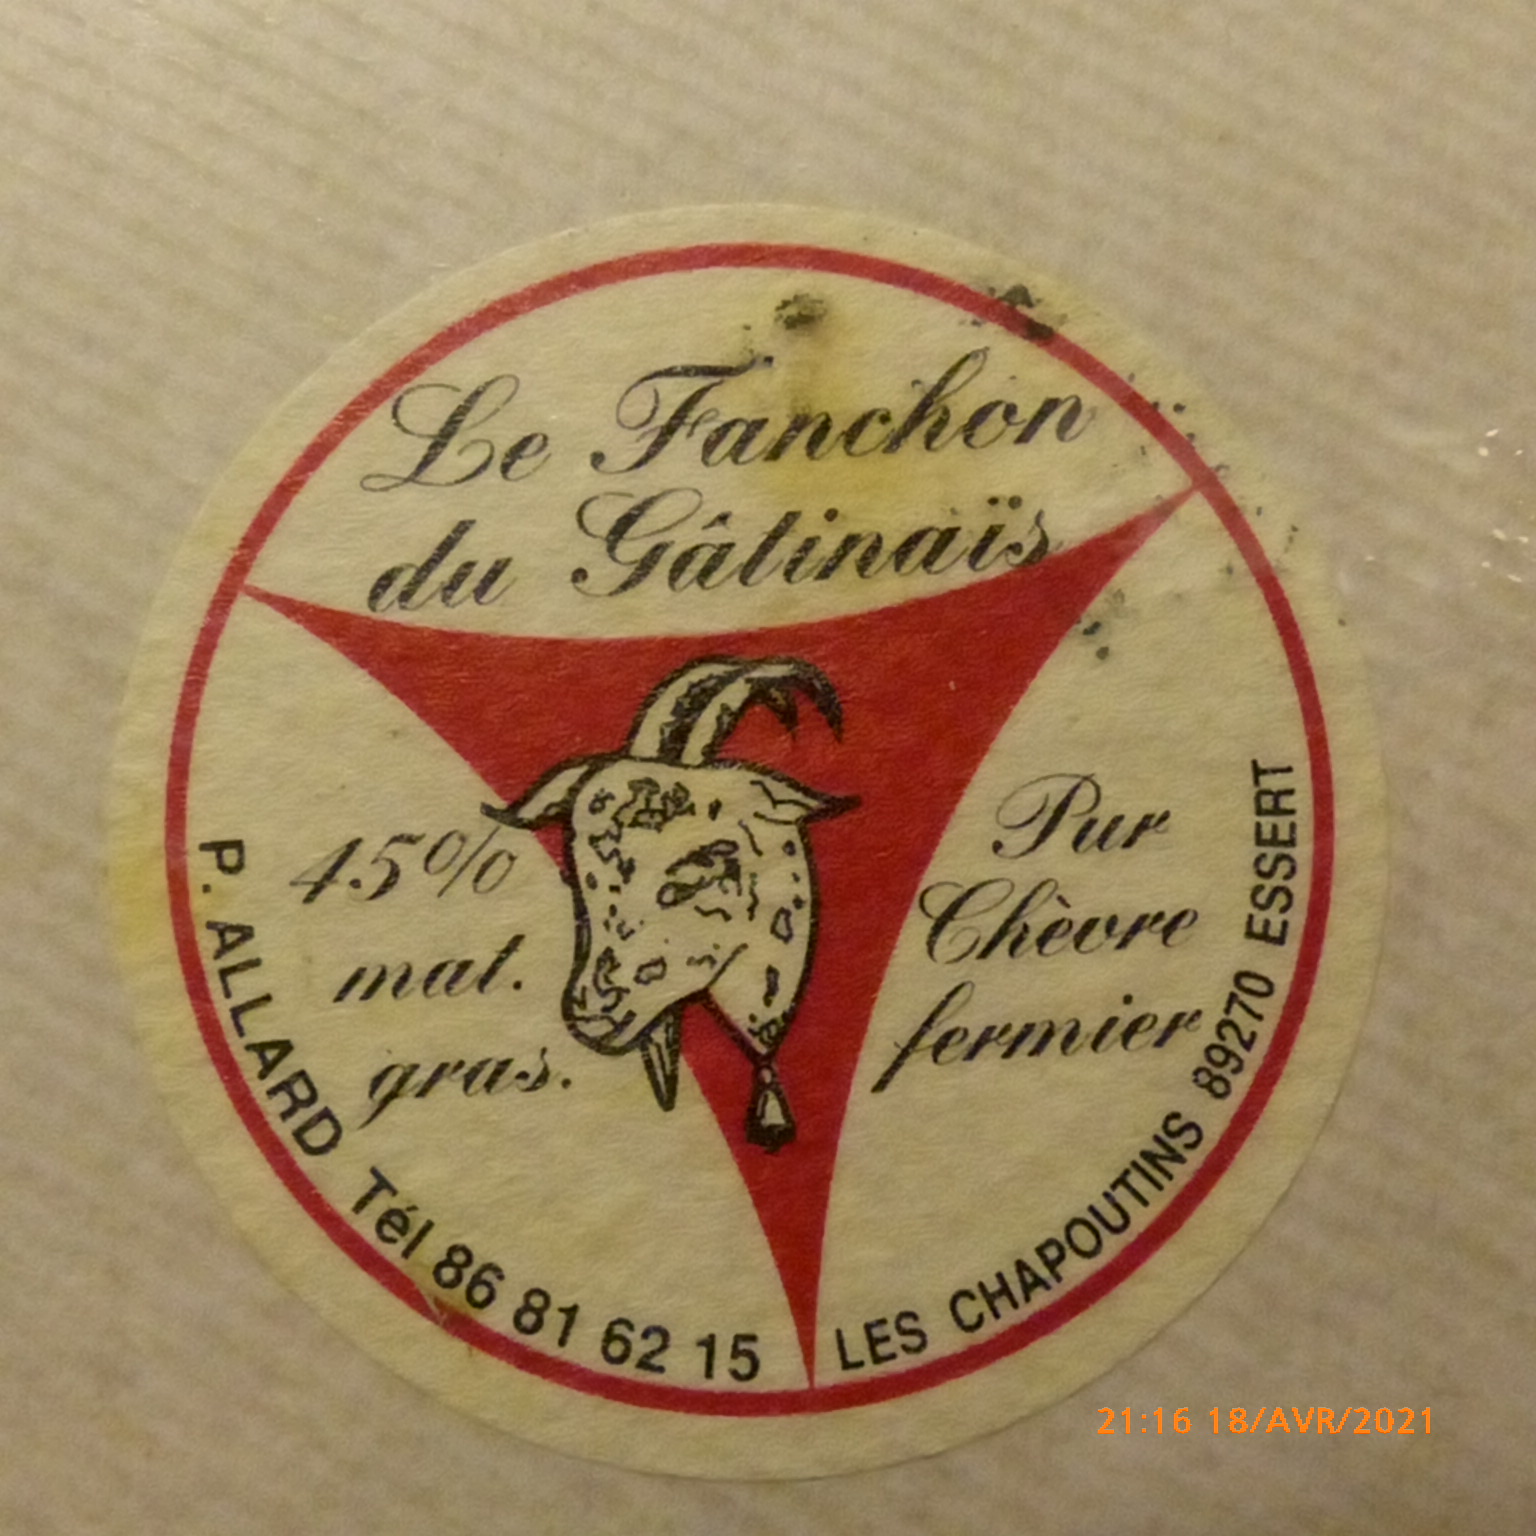 Le Fanchon
du Gâtinaïs
45%
mat.
gras.
Pur
Chèvre
fermier
P. ALLARD Tél 86 81 62 15
LES CHAPOUTINS 89270 ESSERT
21:16 18/AVR/2021